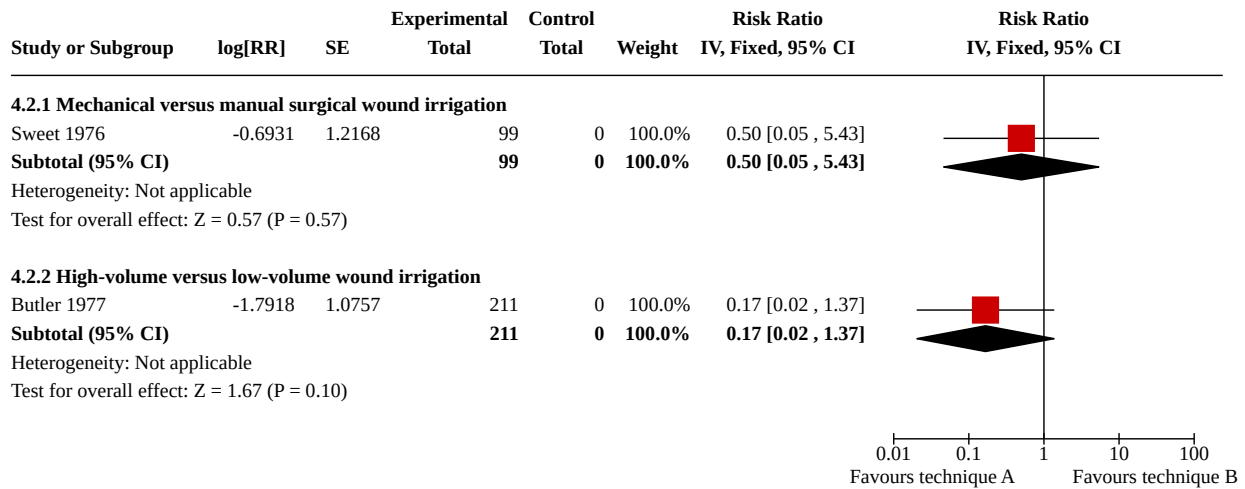 Experimental Control Risk Ratio Risk Ratio
Study or Subgroup log[RR] SE Total Total Weight IV, Fixed, 95% CI IV, Fixed, 95% CI
4.2.1 Mechanical versus manual surgical wound irrigation
Sweet 1976 -0.6931 1.2168 99 0 100.0% 0.50 [0.05 , 5.43]
Subtotal (95% CI) 99 0 100.0% 0.50 [0.05 , 5.43]
Heterogeneity: Not applicable
Test for overall effect: Z = 0.57 (P = 0.57)
4.2.2 High-volume versus low-volume wound irrigation
Butler 1977 -1.7918 1.0757 211 0 100.0% 0.17 [0.02 , 1.37]
Subtotal (95% CI) 211 0 100.0% 0.17 [0.02 , 1.37]
Heterogeneity: Not applicable
Test for overall effect: Z = 1.67 (P = 0.10)
0.01 0.1 1 10 100
Favours technique A Favours technique B